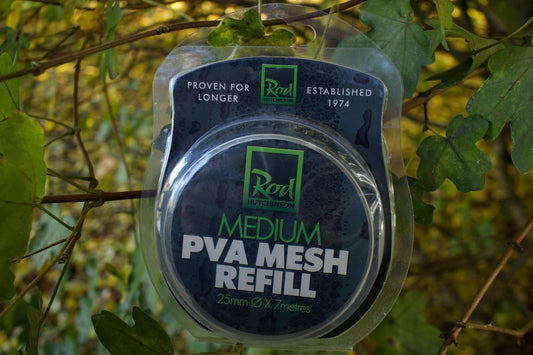 PROVEN FOR
LONGER
Rod
HUTCHINSON
ESTABLISHED
1974
Rod
HUTCHINSON
MEDIUM
PVA MESH
REFILL
25mm Ø X 7metres